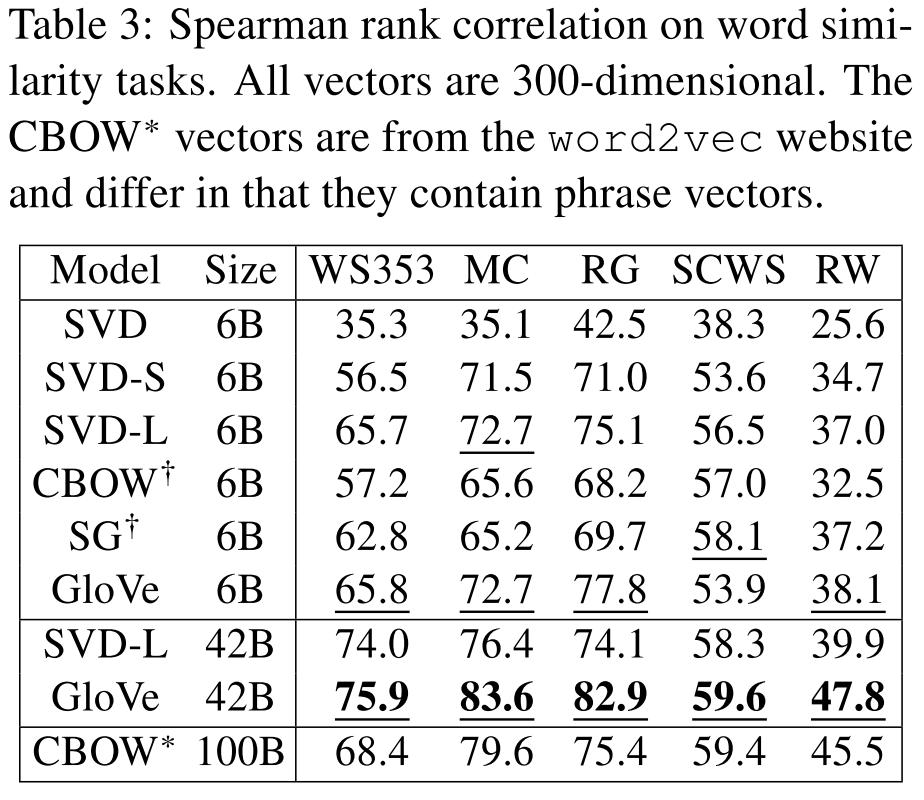 Table 3: Spearman rank correlation on word simi-
larity tasks. All vectors are 300-dimensional. The
CBOW* vectors are from the word2vec website
and differ in that they contain phrase vectors.
Model Size WS353 MC RG SCWS RW
SVD 6B 35.3 35.1 42.5 38.3 25.6
SVD-S 6B 56.5 71.5 71.0 53.6 34.7
SVD-L 6B 65.7 72.7 75.1 56.5 37.0
CBOW† 6B 57.2 65.6 68.2 57.0 32.5
SG† 6B 62.8 65.2 69.7 58.1 37.2
GloVe 6B 65.8 72.7 77.8 53.9 38.1
SVD-L 42B 74.0 76.4 74.1 58.3 39.9
GloVe 42B 75.9 83.6 82.9 59.6 47.8
CBOW* 100B 68.4 79.6 75.4 59.4 45.5